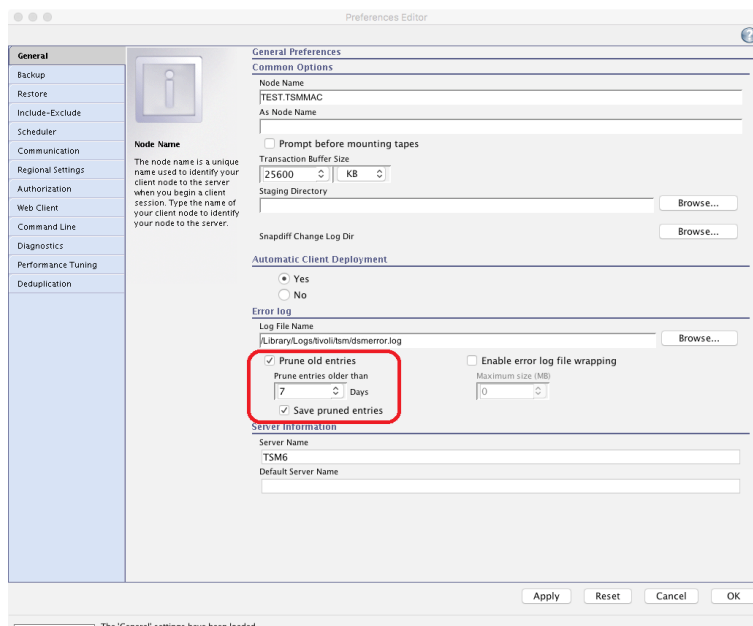 Preferences Editor
?
General
Backup
Restore
Include-Exclude
Scheduler
Communication
Regional Settings
Authorization
Web Client
Command Line
Diagnostics
Performance Tuning
Deduplication
Node Name
The node name is a unique
name used to identify your
client node to the server
when you begin a client
session. Type the name of
your client node to identify
your node to the server.
General Preferences
Common Options
Node Name
TEST.TSMMAC
As Node Name
Prompt before mounting tapes
Transaction Buffer Size
25600 KB
Staging Directory
Browse...
Snapdiff Change Log Dir Browse...
Automatic Client Deployment
Yes
No
Error log
Log File Name
/Library/Logs/tivoli/tsm/dsmerror.log Browse...
Prune old entries Enable error log file wrapping
Prune entries older than Maximum size (MB)
7 Days 0
Save pruned entries
Server Information
Server Name
TSM6
Default Server Name
Apply Reset Cancel OK
The 'General' settings have been loaded